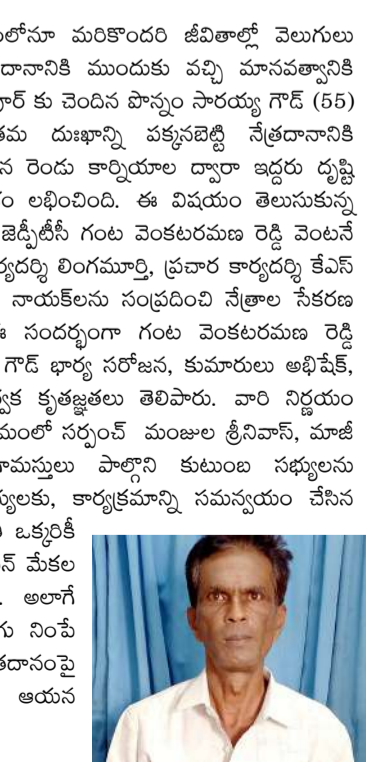 లోనూ మరికొందరి జీవితాల్లో వెలుగులు
దానానికి ముందుకు వచ్చి మానవత్వానికి
పూర్ కు చెందిన పొన్నం సారయ్య గౌడ్ (55)
తమ దుఃఖాన్ని పక్కనబెట్టి నేత్రదానానికి
న రెండు కార్నియాల ద్వారా ఇద్దరు దృష్టి
ం లభించింది. ఈ విషయం తెలుసుకున్న
జెడ్పీటీసీ గంట వెంకటరమణ రెడ్డి వెంటనే
ర్యదర్శి లింగమూర్తి, ప్రచార కార్యదర్శి కేఎస్
నాయక్‌లను సంప్రదించి నేత్రాల సేకరణ
ఈ సందర్భంగా గంట వెంకటరమణ రెడ్డి
గౌడ్ భార్య సరోజన, కుమారులు అభిషేక్,
ర్వక కృతజ్ఞతలు తెలిపారు. వారి నిర్ణయం
మంలో సర్పంచ్ మంజుల శ్రీనివాస్, మాజీ
ామస్తులు పాల్గొని కుటుంబ సభ్యులను
్యులకు, కార్యక్రమాన్ని సమన్వయం చేసిన
ఒక్కరికీ
న్ మేకల
. అలాగే
గు నింపే
తదానంపై
ఆయన